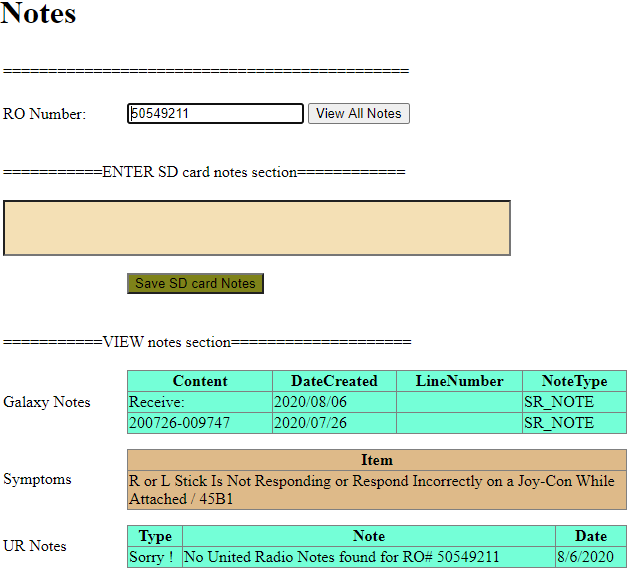 Notes
=============================================
RO Number: 50549211 View All Notes
===========ENTER SD card notes section============
Save SD card Notes
===========VIEW notes section====================
Galaxy Notes
Content DateCreated LineNumber NoteType
Receive: 2020/08/06 SR_NOTE
200726-009747 2020/07/26 SR_NOTE
Symptoms
Item
R or L Stick Is Not Responding or Respond Incorrectly on a Joy-Con While
Attached / 45B1
UR Notes
Type Note Date
Sorry ! No United Radio Notes found for RO# 50549211 8/6/2020